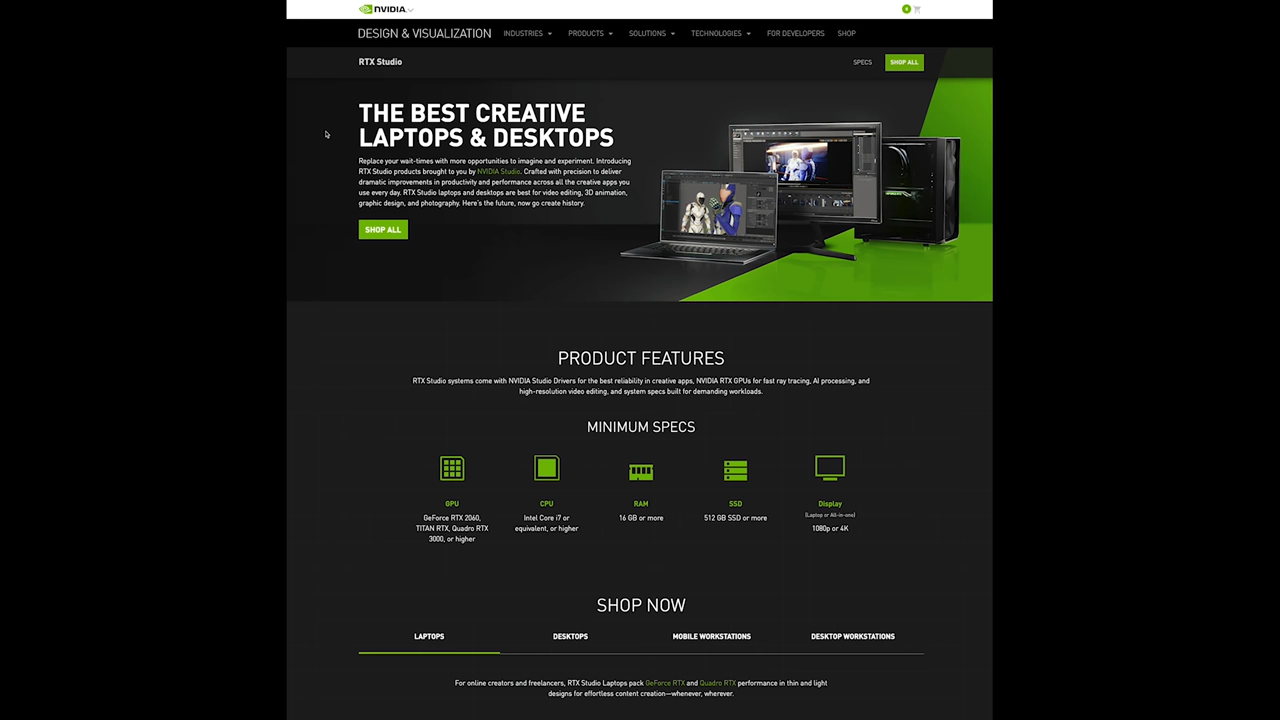 NVIDIA
DESIGN & VISUALIZATION
INDUSTRIES
PRODUCTS
SOLUTIONS
TECHNOLOGIES
FOR DEVELOPERS
SHOP
RTX Studio
SPECS
SHOP ALL
THE BEST CREATIVE
LAPTOPS & DESKTOPS
Replace your wait-times with more opportunities to imagine and experiment. Introducing
RTX Studio products brought to you by NVIDIA Studio. Crafted with precision to deliver
dramatic improvements in productivity and performance across all the creative apps you
use every day. RTX Studio laptops and desktops are best for video editing, 3D animation,
graphic design, and photography. Here's the future, now go create history.
SHOP ALL
PRODUCT FEATURES
RTX Studio systems come with NVIDIA Studio Drivers for the best reliability in creative apps, NVIDIA RTX GPUs for fast ray tracing, AI processing, and
high-resolution video editing, and system specs built for demanding workloads.
MINIMUM SPECS
GPU
GeForce RTX 2060,
TITAN RTX, Quadro RTX
3000, or higher
CPU
Intel Core i7 or
equivalent, or higher
RAM
16 GB or more
SSD
512 GB SSD or more
Display
(Laptop or All-in-ons)
1080p or 4K
SHOP NOW
LAPTOPS
DESKTOPS
MOBILE WORKSTATIONS
DESKTOP WORKSTATIONS
For online creators and freelancers, RTX Studio Laptops pack GeForce RTX and Quadro RTX performance in thin and light
designs for effortless content creation—whenever, wherever.